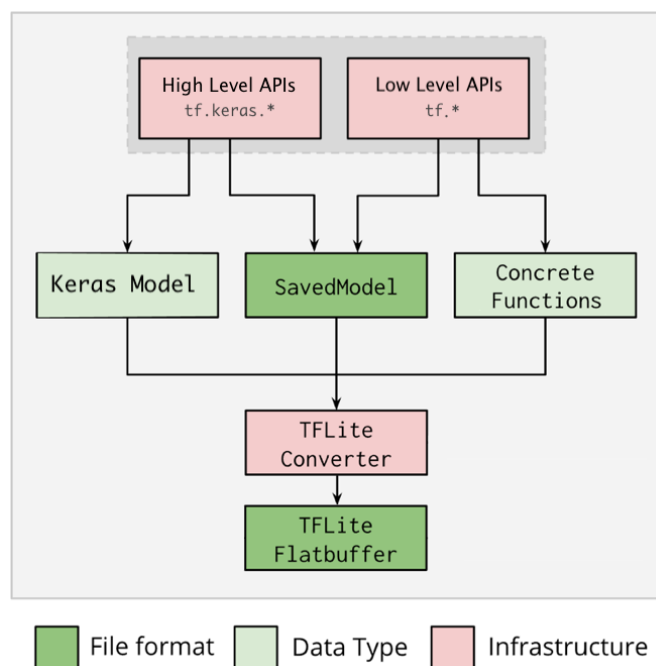 High Level APIs
tf.keras.*
Low Level APIs
tf.*
Keras Model
SavedModel
Concrete
Functions
TFLite
Converter
TFLite
Flatbuffer
File format
Data Type
Infrastructure